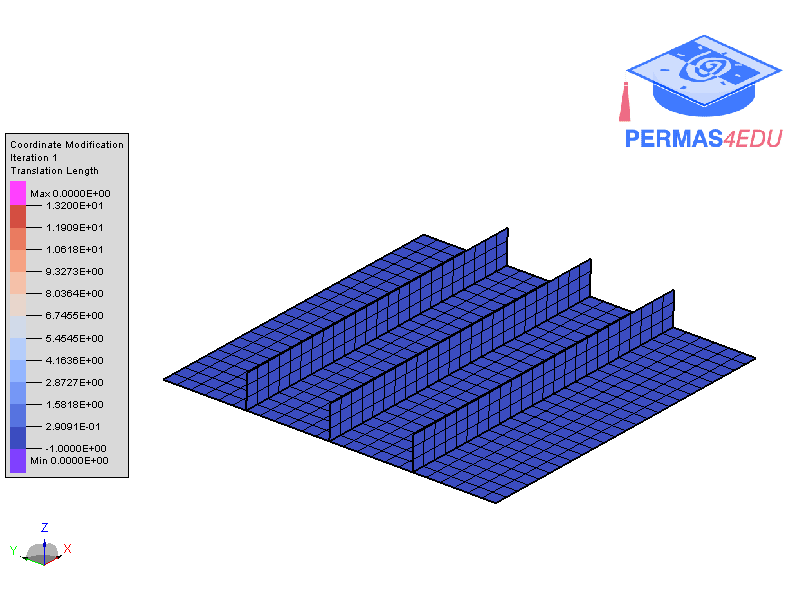 PERMAS4EDU
Coordinate Modification
Iteration 1
Translation Length
Max 0.0000E+00
1.3200E+01
1.1909E+01
1.0618E+01
9.3273E+00
8.0364E+00
6.7455E+00
5.4545E+00
4.1636E+00
2.8727E+00
1.5818E+00
2.9091E-01
-1.0000E+00
Min 0.0000E+00
Z
Y
X